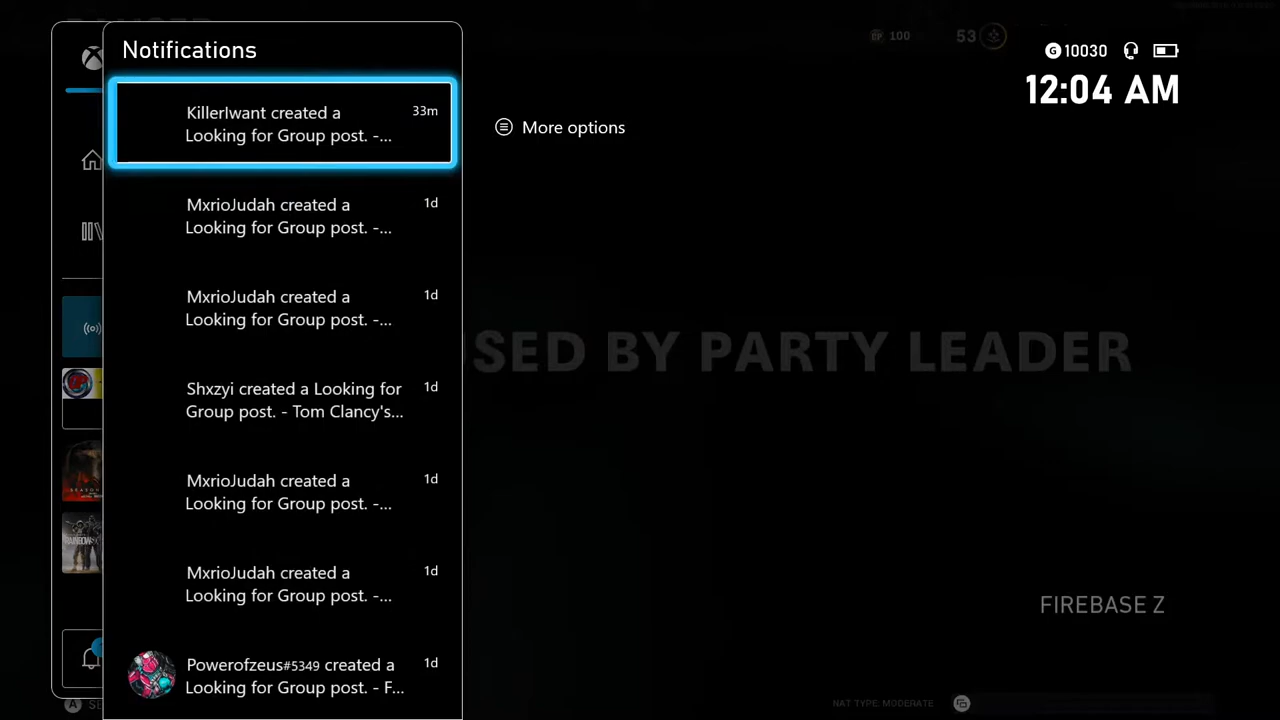 Notifications
KillerIwant created a
Looking for Group post. -...
33m
MxrioJudah created a
Looking for Group post. -...
1d
MxrioJudah created a
Looking for Group post. -...
1d
Shxzyi created a Looking for
Group post. - Tom Clancy's...
1d
MxrioJudah created a
Looking for Group post. -...
1d
MxrioJudah created a
Looking for Group post. -...
1d
Powerofzeus#5349 created a
Looking for Group post. - F...
1d
More options
100
53
G 10030
12:04 AM
USED BY PARTY LEADER
FIREBASE Z
A SE
NAT TYPE: MODERATE